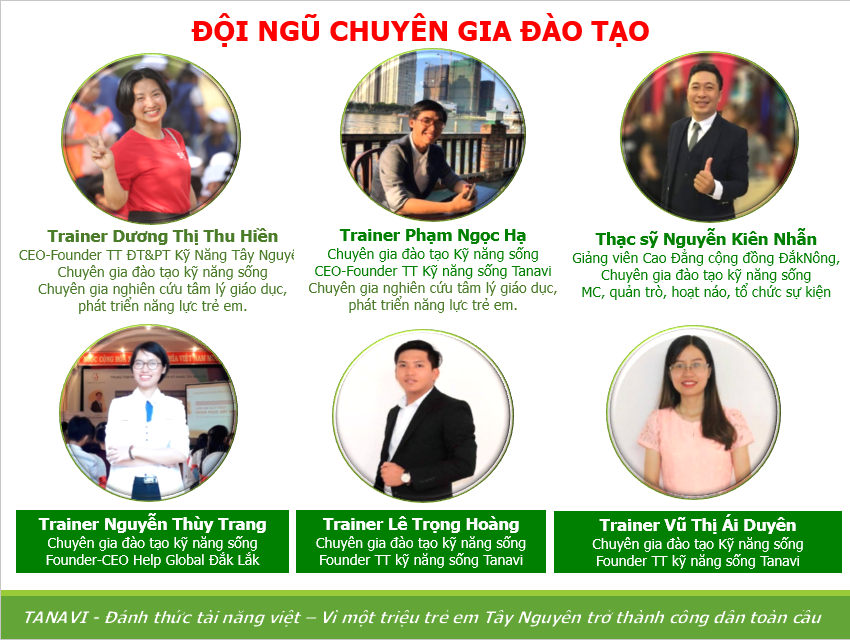 ĐỘI NGŨ CHUYÊN GIA ĐÀO TẠO
Trainer Dương Thị Thu Hiền
CEO-Founder TT ĐT&PT Kỹ Năng Tây Nguyê
Chuyên gia đào tạo kỹ năng sống
Chuyên gia nghiên cứu tâm lý giáo dục,
phát triển năng lực trẻ em.
Trainer Phạm Ngọc Hạ
Chuyên gia đào tạo Kỹ năng sống
CEO-Founder TT Kỹ năng sống Tanavi
Chuyên gia nghiên cứu tâm lý giáo dục,
phát triển năng lực trẻ em.
Thạc sỹ Nguyễn Kiên Nhẫn
Giảng viên Cao Đẳng cộng đồng ĐắkNông,
Chuyên gia đào tạo kỹ năng sống
MC, quản trò, hoạt náo, tổ chức sự kiện
Trainer Nguyễn Thùy Trang
Chuyên gia đào tạo kỹ năng sống
Founder-CEO Help Global Đắk Lắk
Trainer Lê Trọng Hoàng
Chuyên gia đào tạo kỹ năng sống
Founder TT kỹ năng sống Tanavi
Trainer Vũ Thị Ái Duyên
Chuyên gia đào tạo Kỹ năng sống
Founder TT kỹ năng sống Tanavi
TANAVI - Đánh thức tài năng việt – Vì một triệu trẻ em Tây Nguyên trở thành công dân toàn cầu